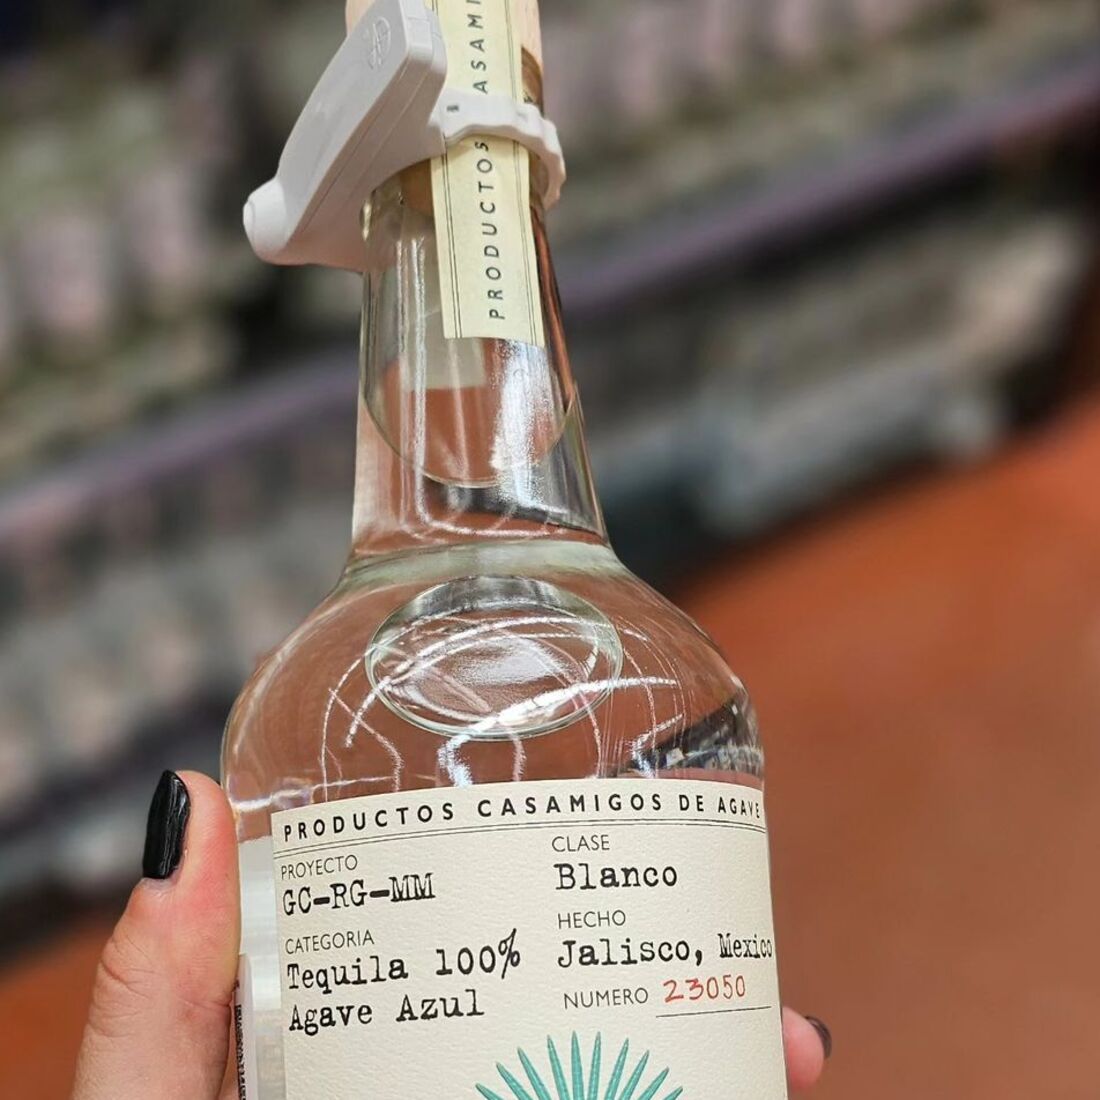 PRODUCTOS
PRODUCTOS CASAMIGOS DE AGAVE
PROYECTO
GC-RG-MM
CLASE
Blanco
CATEGORIA
Tequila 100%
Agave Azul
HECHO
Jalisco, Mexico
NUMERO 23050